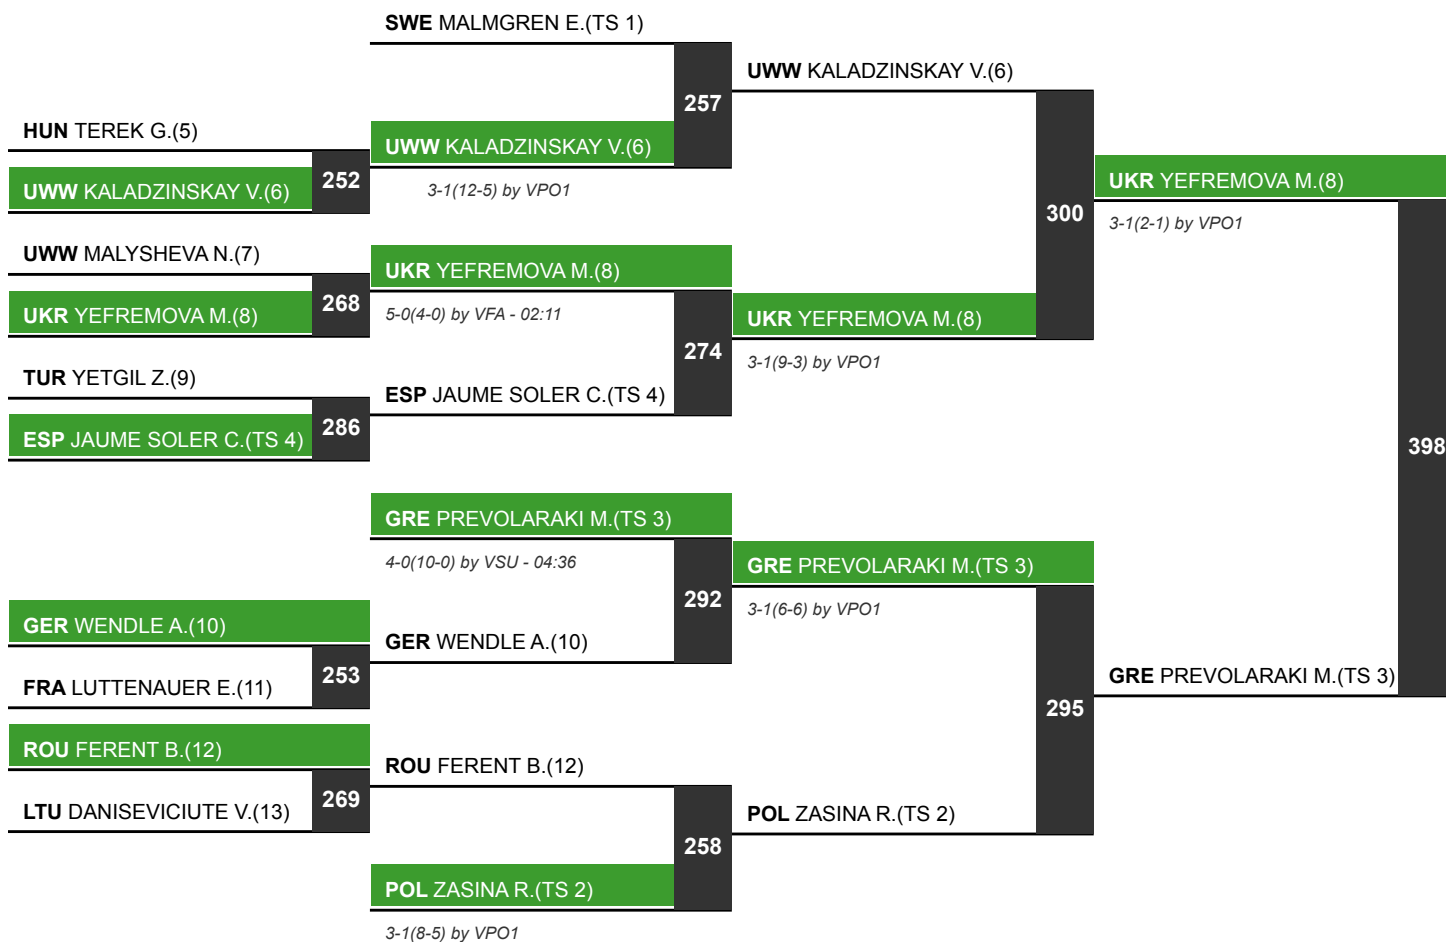 SWE MALMGREN E.(TS 1)
257
UWW KALADZINSKAY V.(6)
HUN TEREK G.(5)
252
UWW KALADZINSKAY V.(6)
UWW KALADZINSKAY V.(6)
3-1(12-5) by VPO1
300
UKR YEFREMOVA M.(8)
3-1(2-1) by VPO1
UWW MALYSHEVA N.(7)
268
UKR YEFREMOVA M.(8)
UKR YEFREMOVA M.(8)
5-0(4-0) by VFA - 02:11
274
UKR YEFREMOVA M.(8)
3-1(9-3) by VPO1
TUR YETGIL Z.(9)
286
ESP JAUME SOLER C.(TS 4)
ESP JAUME SOLER C.(TS 4)
398
GRE PREVOLARAKI M.(TS 3)
4-0(10-0) by VSU - 04:36
292
GRE PREVOLARAKI M.(TS 3)
3-1(6-6) by VPO1
GER WENDLE A.(10)
253
FRA LUTTENAUER E.(11)
GER WENDLE A.(10)
295
GRE PREVOLARAKI M.(TS 3)
ROU FERENT B.(12)
269
LTU DANISEVICIUTE V.(13)
ROU FERENT B.(12)
258
POL ZASINA R.(TS 2)
POL ZASINA R.(TS 2)
3-1(8-5) by VPO1